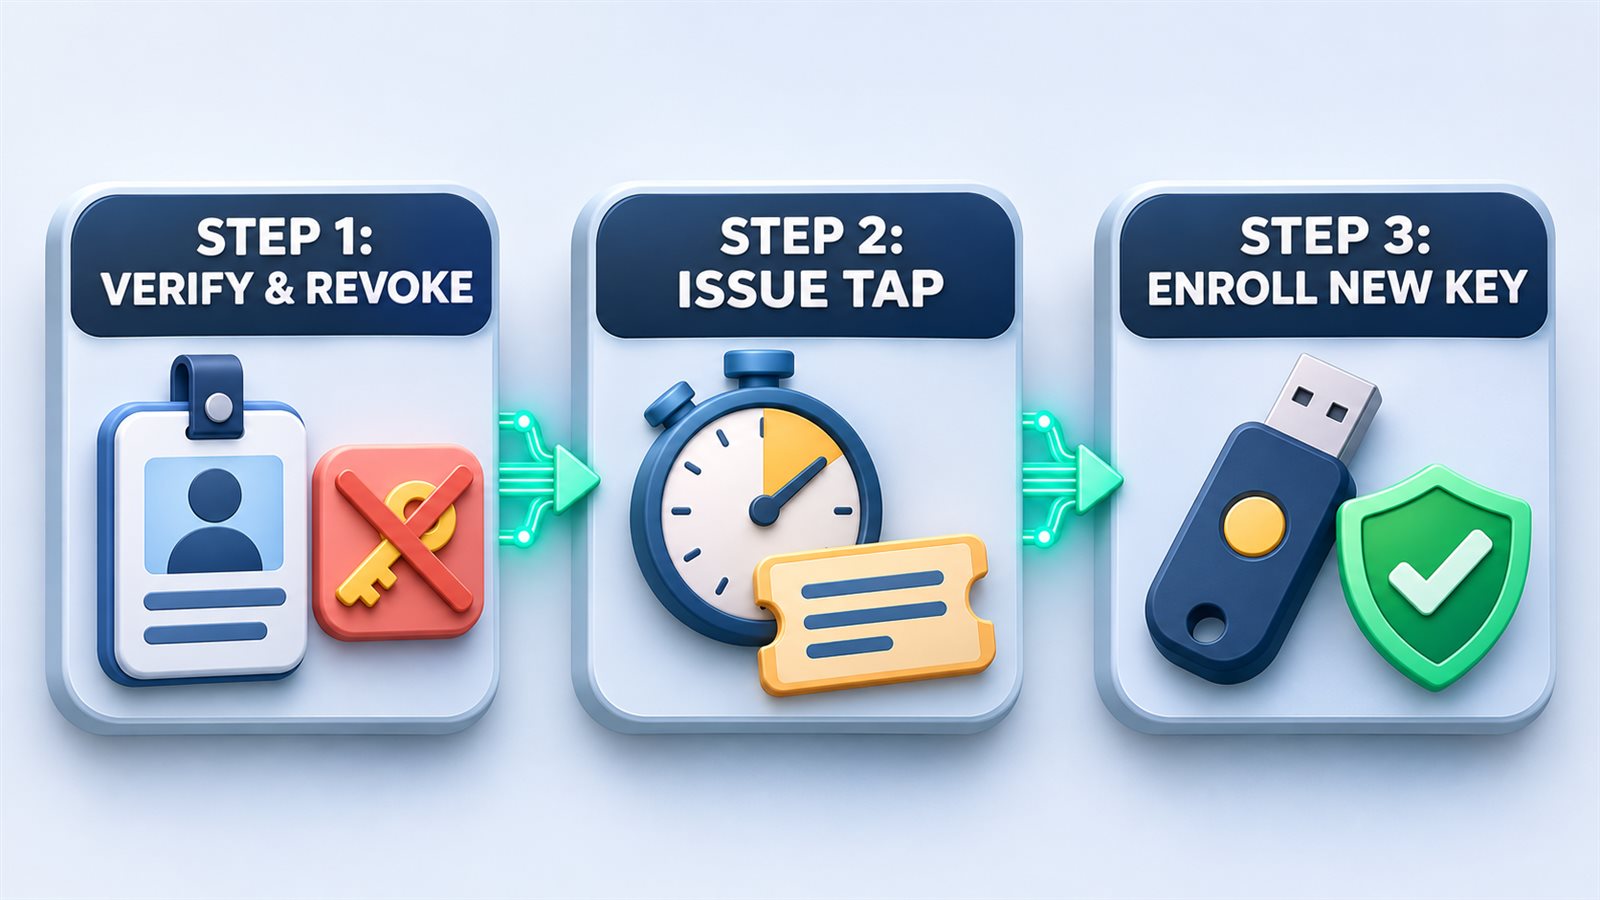 STEP 1:
VERIFY & REVOKE
STEP 2:
ISSUE TAP
STEP 3:
ENROLL NEW KEY